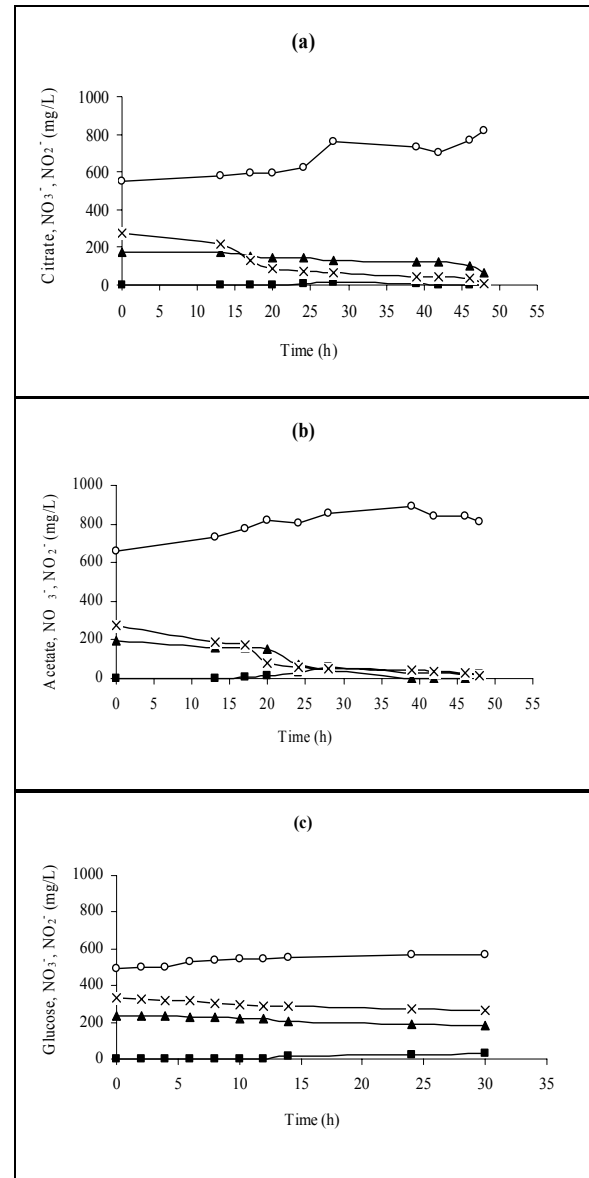 (a)
Citrate, NO₃⁻, NO₂⁻ (mg/L)
1000
800
600
400
200
0
0 5 10 15 20 25 30 35 40 45 50 55
Time (h)
(b)
Acetate, NO ₃⁻, NO₂⁻ (mg/L)
1000
800
600
400
200
0
0 5 10 15 20 25 30 35 40 45 50 55
Time (h)
(c)
Glucose, NO₃⁻, NO₂⁻ (mg/L)
1000
800
600
400
200
0
0 5 10 15 20 25 30 35
Time (h)